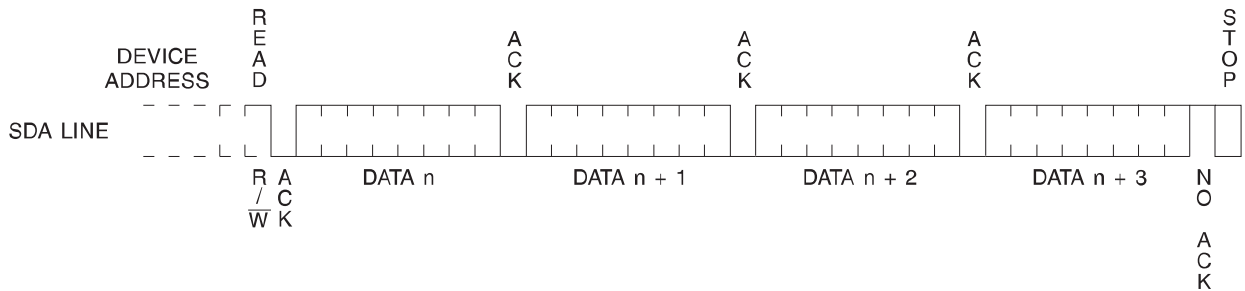 DEVICE
ADDRESS
READ
ACK
ACK
ACK
STOP
SDA LINE
R/W
ACK
DATA n
DATA n + 1
DATA n + 2
DATA n + 3
NO ACK